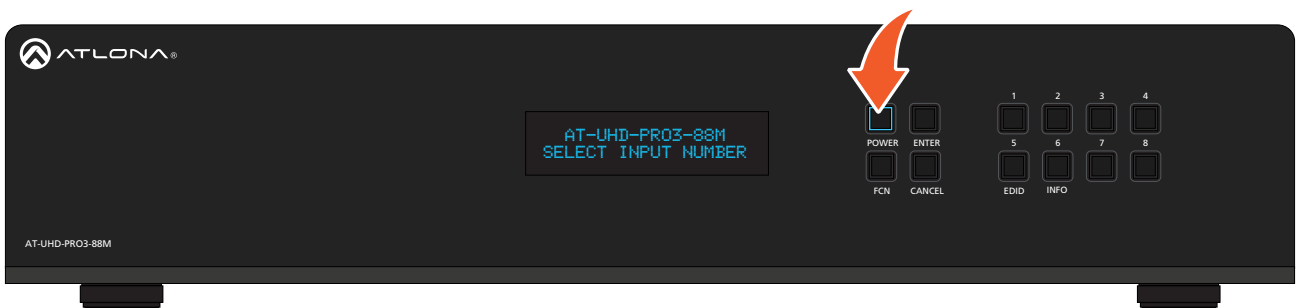 ATLONA®
AT-UHD-PRO3-88M
SELECT INPUT NUMBER
1 2 3 4
POWER ENTER
5 6 7 8
FCN CANCEL
EDID INFO
AT-UHD-PRO3-88M